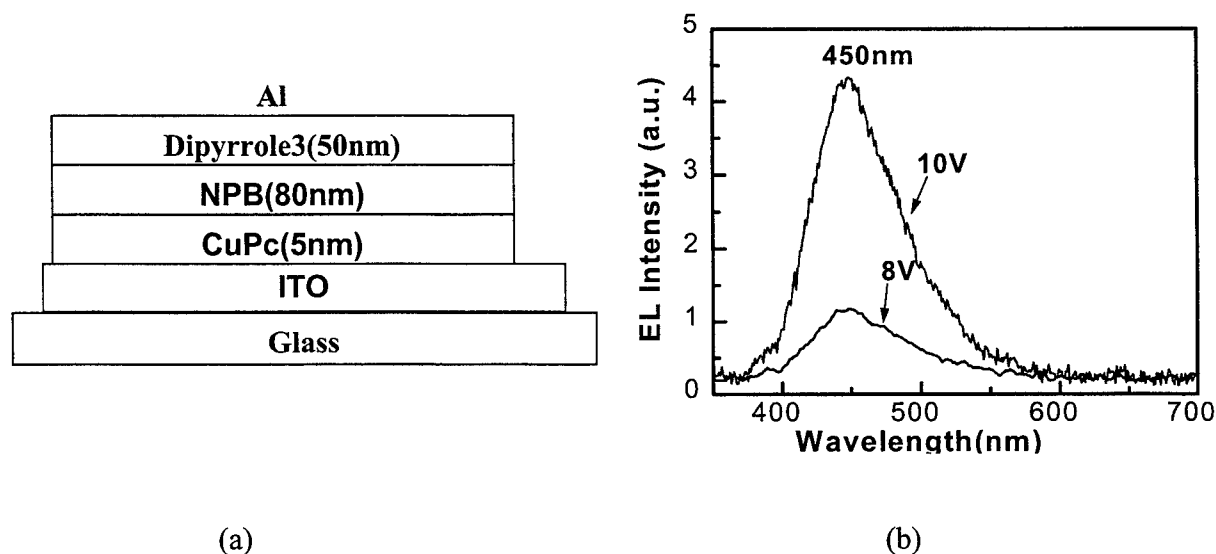 Al
Dipyrrole3(50nm)
NPB(80nm)
CuPc(5nm)
ITO
Glass
(a)
5
4
3
2
1
0
EL Intensity (a.u.)
450nm
10V
8V
400 500 600 700
Wavelength(nm)
(b)